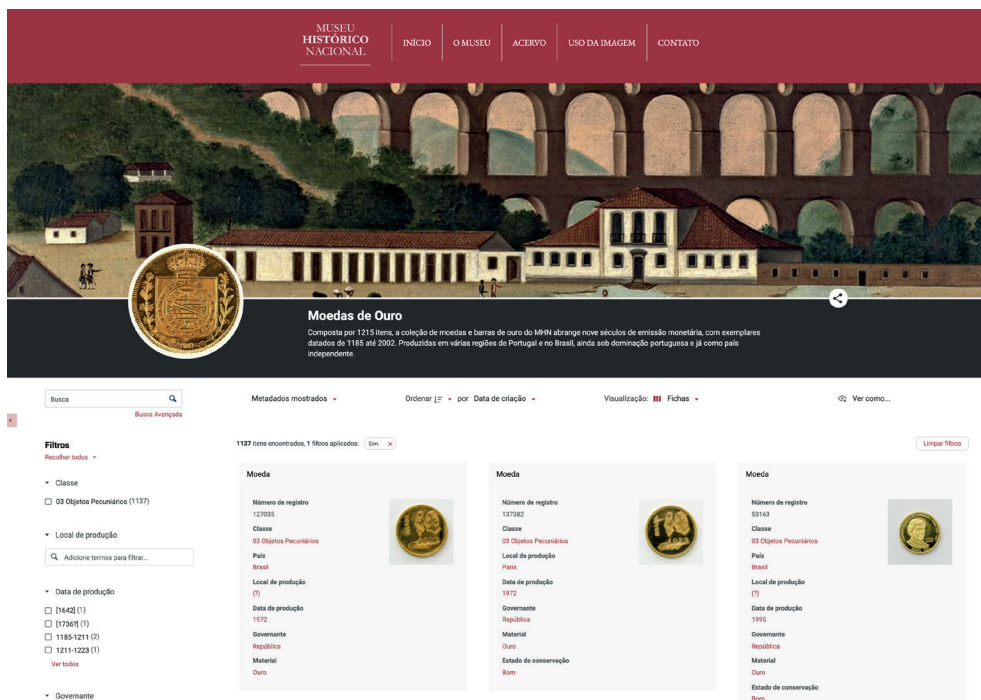 MUSEU
HISTÓRICO
NACIONAL
INÍCIO
O MUSEU
ACERVO
USO DA IMAGEM
CONTATO
Moedas de Ouro
Composta por 1215 itens, a coleção de moedas e barras de ouro do MHN abrange nove séculos de emissão monetária, com exemplares
datados de 1185 até 2002. Produzidas em várias regiões de Portugal e no Brasil, ainda sob dominação portuguesa e já como país
independente.
Busca
Busca Avançada
Metadados mostrados
Ordenar por Data de criação
Visualização: Fichas
Ver como...
Filtros
Recolher todos
Classe
03 Objetos Pecuniários (1137)
Local de produção
Adicione termos para filtrar...
Data de produção
[1642] (1)
[1736?] (1)
1185-1211 (2)
1211-1223 (1)
Ver todos
Governante
1137 itens encontrados, 1 filtros aplicados: Sim ×
Limpar filtros
Moeda
Número de registro
127035
Classe
03 Objetos Pecuniários
País
Brasil
Local de produção
(?)
Data de produção
1972
Governante
República
Material
Ouro
Moeda
Número de registro
137382
Classe
03 Objetos Pecuniários
Local de produção
Paris
Data de produção
1972
Governante
República
Material
Ouro
Estado de conservação
Bom
Moeda
Número de registro
53163
Classe
03 Objetos Pecuniários
País
Brasil
Local de produção
(?)
Data de produção
1995
Governante
República
Material
Ouro
Estado de conservação
Bom